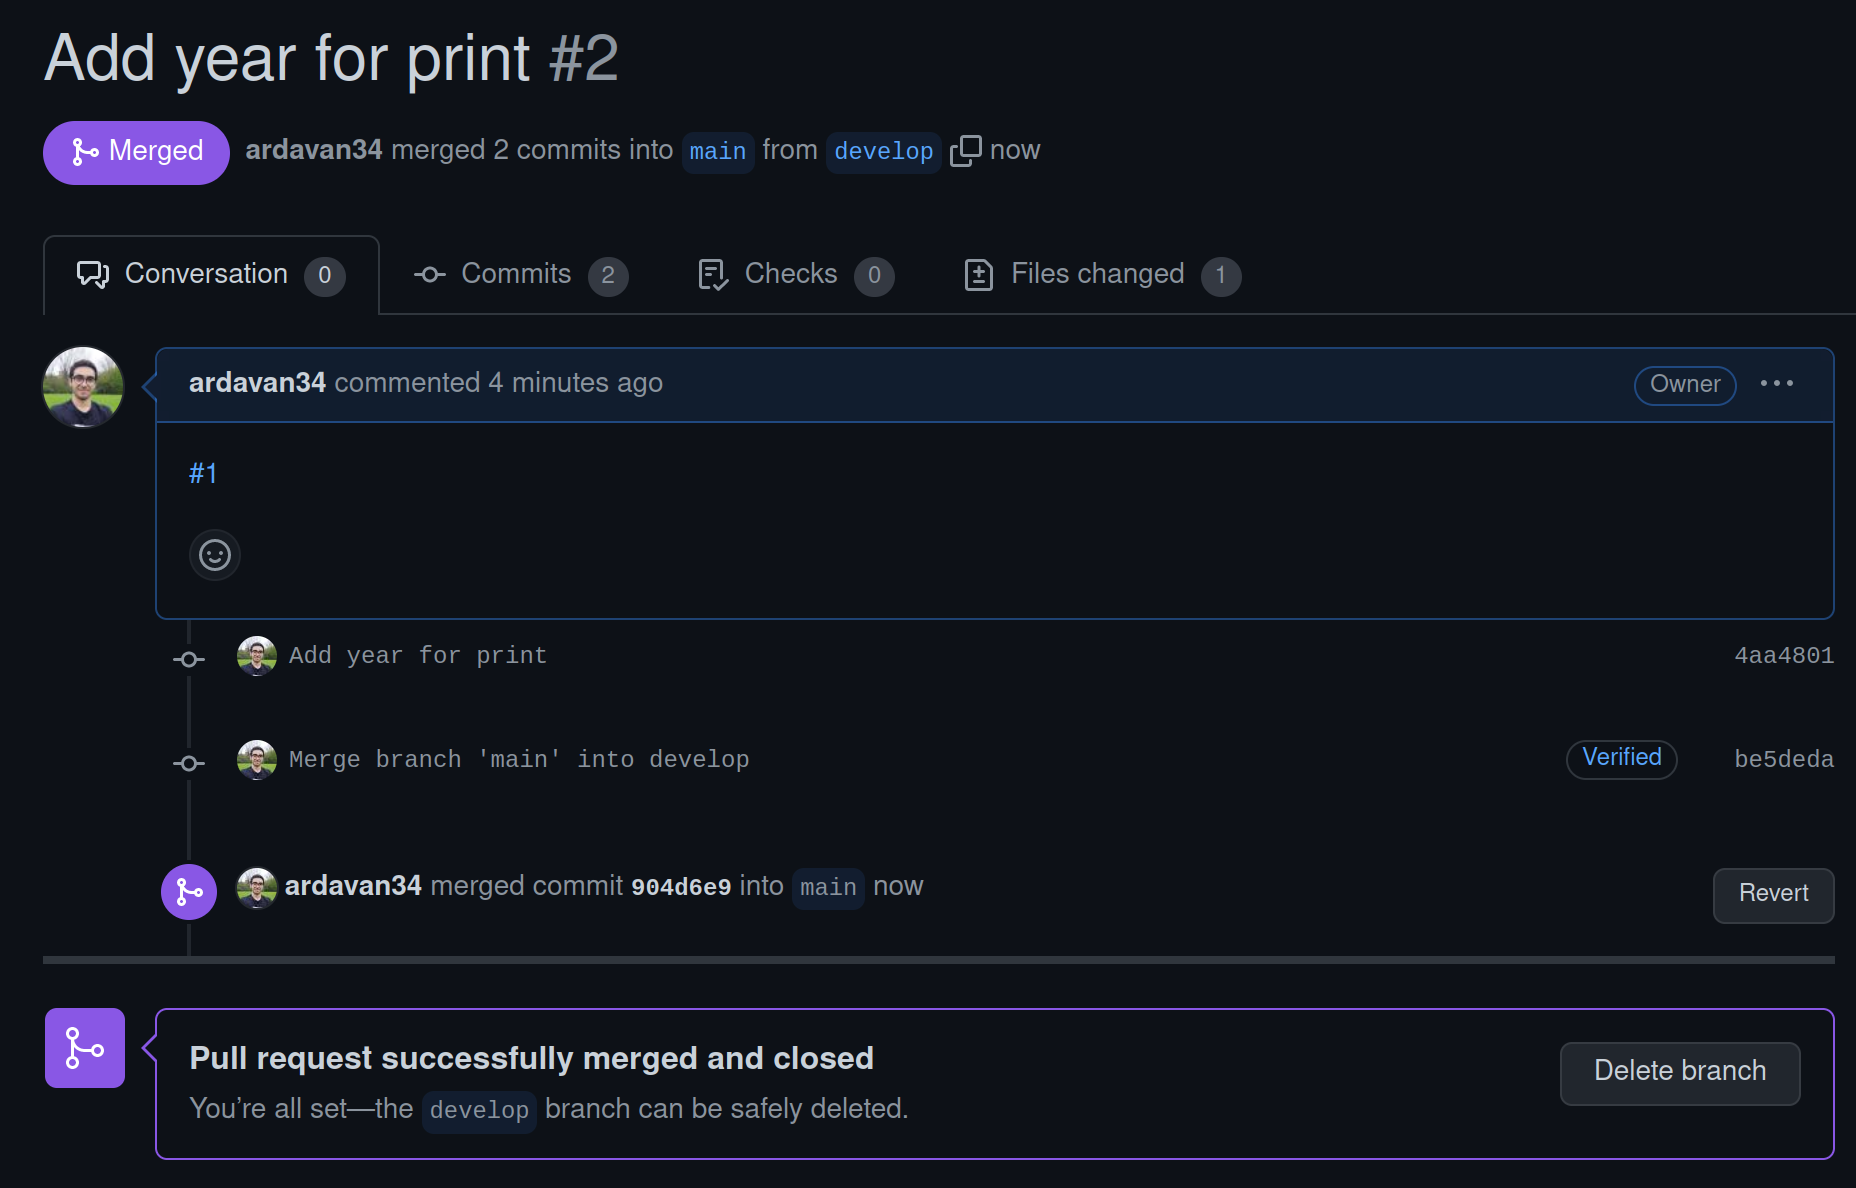 Add year for print #2
Merged ardavan34 merged 2 commits into main from develop now
Conversation 0 Commits 2 Checks 0 Files changed 1
ardavan34 commented 4 minutes ago Owner ...
#1
Add year for print 4aa4801
Merge branch 'main' into develop Verified be5deda
ardavan34 merged commit 904d6e9 into main now Revert
Pull request successfully merged and closed
You’re all set—the develop branch can be safely deleted.
Delete branch